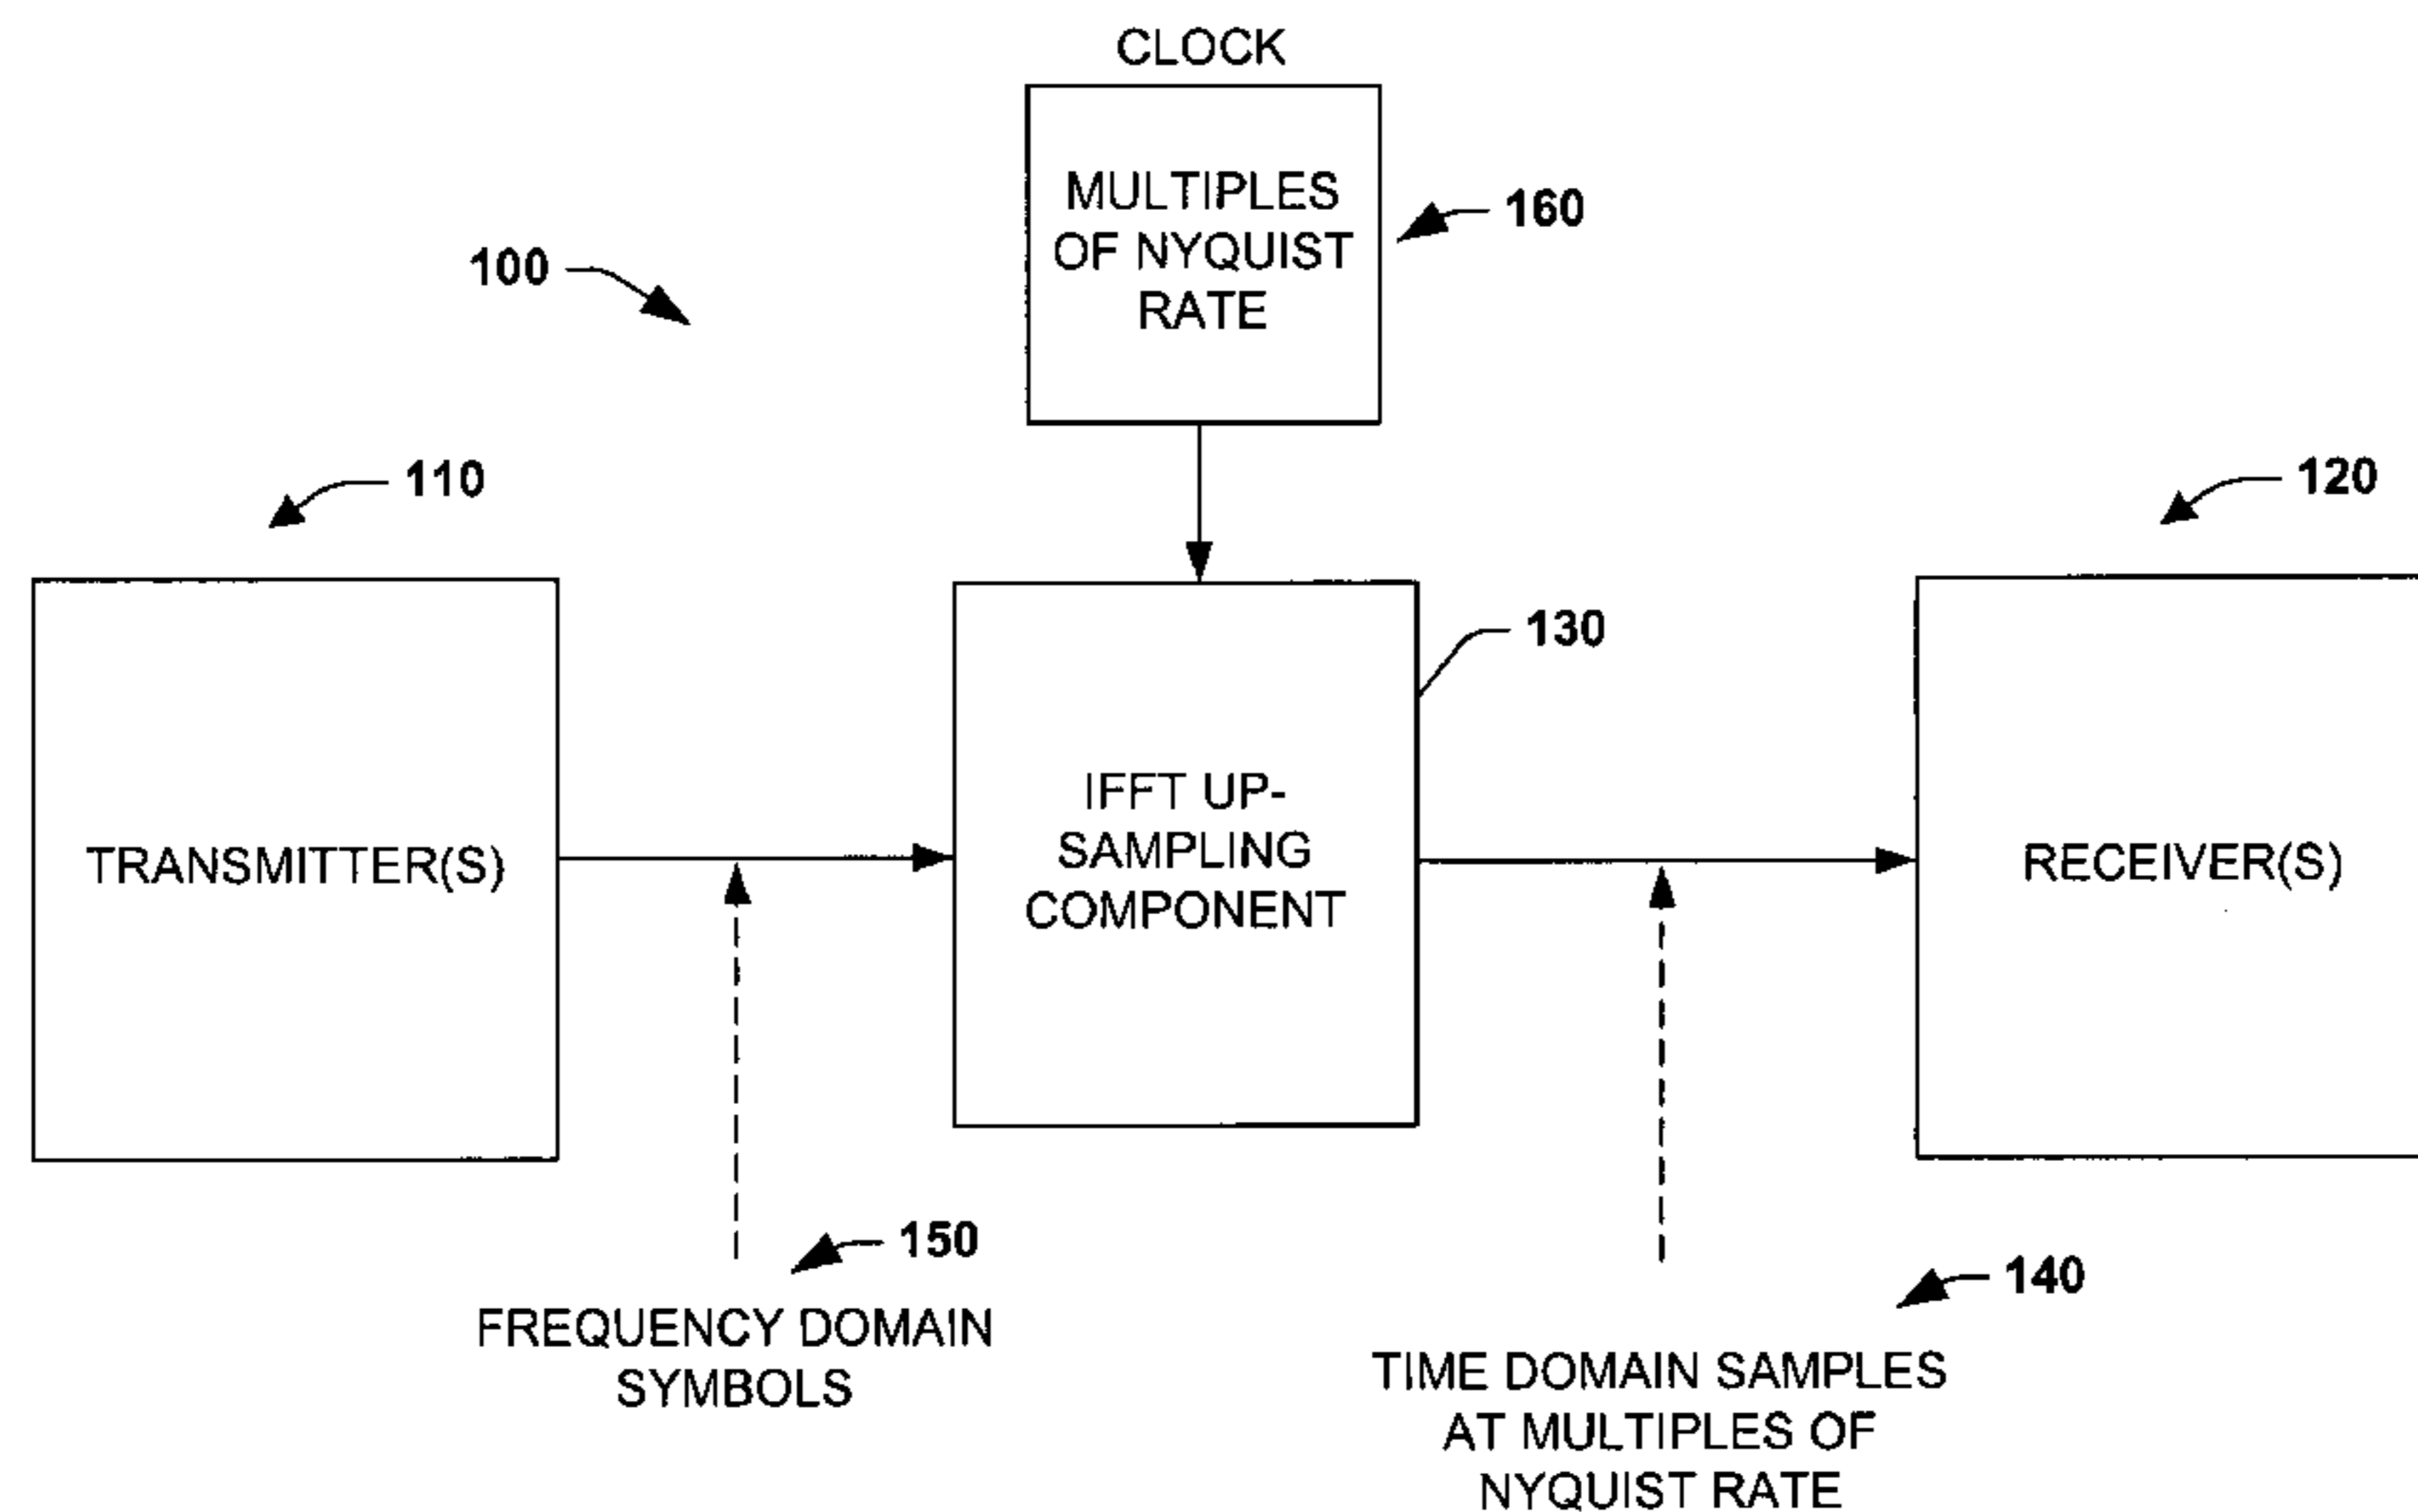 CLOCK
MULTIPLES
OF NYQUIST
RATE
160
100
110
120
130
TRANSMITTER(S)
IFFT UP-
SAMPLING
COMPONENT
RECEIVER(S)
150
FREQUENCY DOMAIN
SYMBOLS
140
TIME DOMAIN SAMPLES
AT MULTIPLES OF
NYQUIST RATE